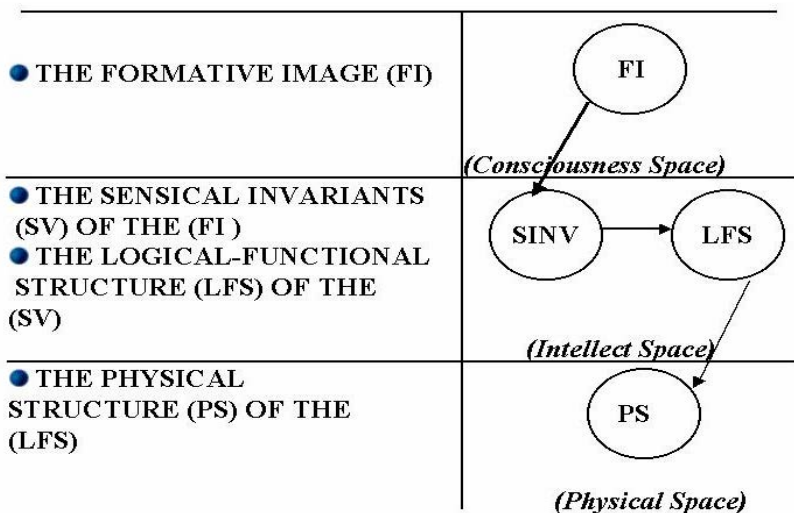 THE FORMATIVE IMAGE (FI)
FI
(Consciousness Space)
THE SENSICAL INVARIANTS
(SV) OF THE (FI )
THE LOGICAL-FUNCTIONAL
STRUCTURE (LFS) OF THE
(SV)
SINV
LFS
(Intellect Space)
THE PHYSICAL
STRUCTURE (PS) OF THE
(LFS)
PS
(Physical Space)